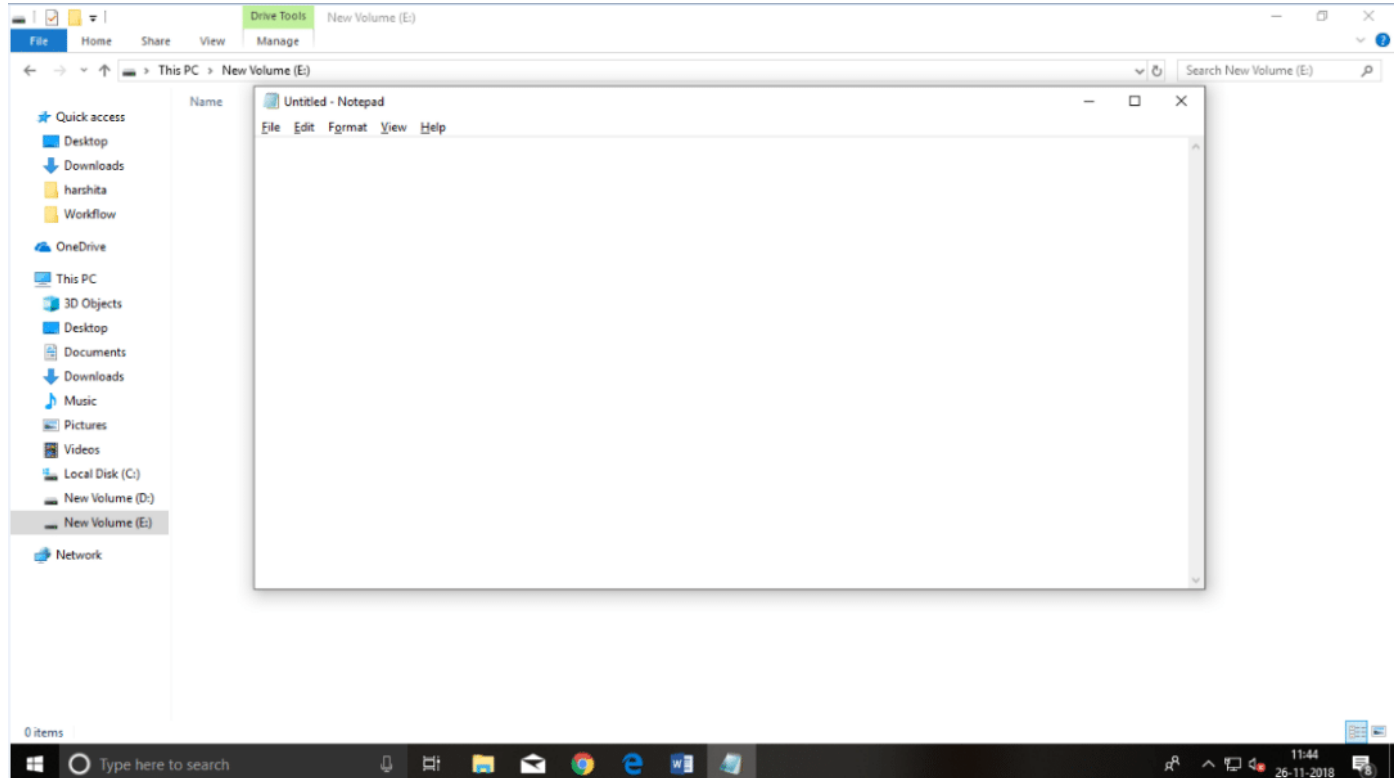 Drive Tools New Volume (E:)
File Home Share View Manage
This PC > New Volume (E:) Search New Volume (E:)
Name
Untitled - Notepad
File Edit Format View Help
Quick access
Desktop
Downloads
harshita
Workflow
OneDrive
This PC
3D Objects
Desktop
Documents
Downloads
Music
Pictures
Videos
Local Disk (C:)
New Volume (D:)
New Volume (E:)
Network
0 items
Type here to search
11:44
26-11-2018
8